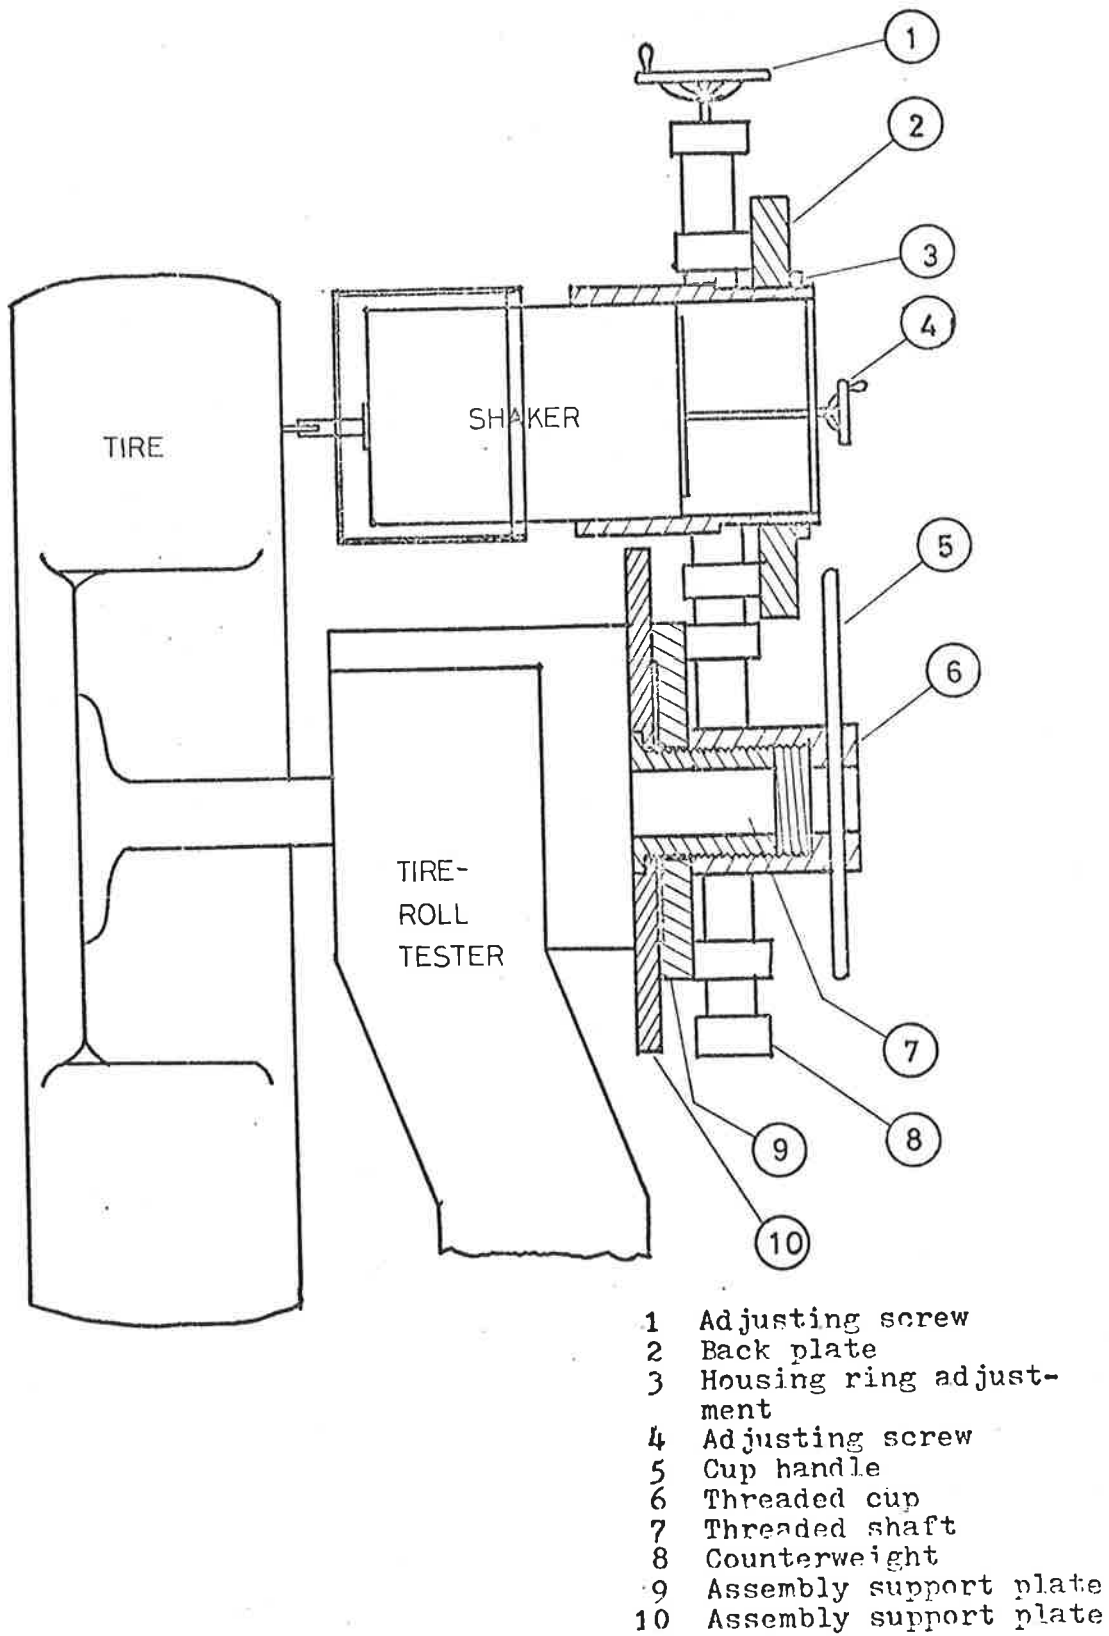 1
2
3
4
SHAKER
TIRE
5
6
TIRE-
ROLL
TESTER
7
8
9
10
1 Adjusting screw
2 Back plate
3 Housing ring adjust-
ment
4 Adjusting screw
5 Cup handle
6 Threaded cup
7 Threaded shaft
8 Counterweight
9 Assembly support plate
10 Assembly support plate